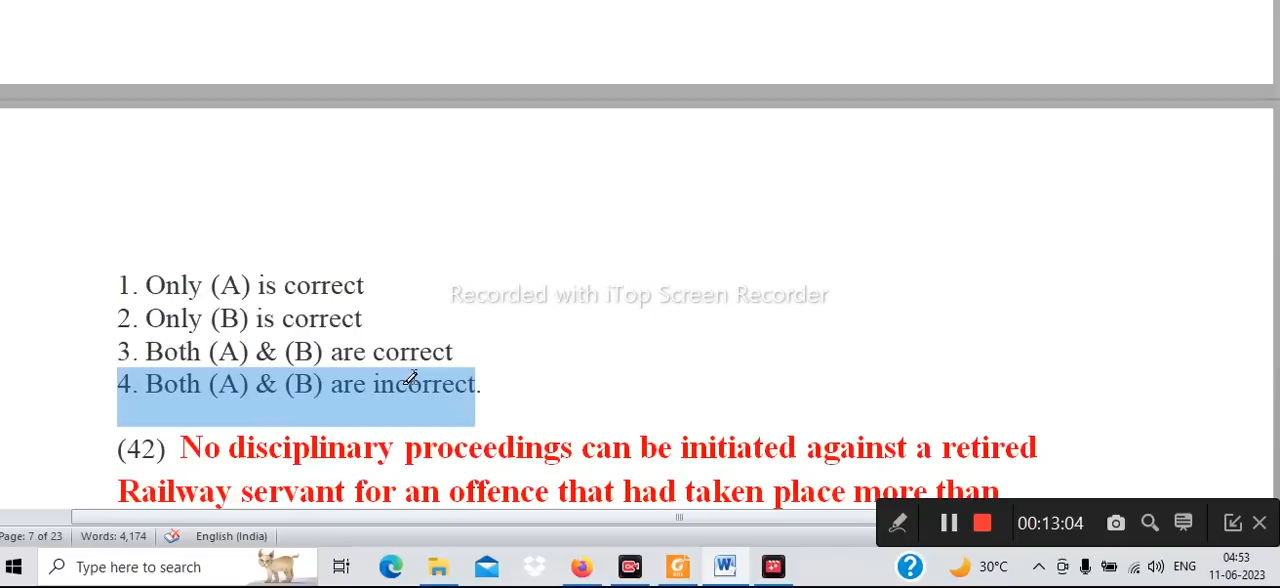 1. Only (A) is correct
Recorded with iTop Screen Recorder
2. Only (B) is correct
3. Both (A) & (B) are correct
4. Both (A) & (B) are incorrect.
(42) No disciplinary proceedings can be initiated against a retired
Railway servant for an offence that had taken place more than
00:13:04
Page: 7 of 23 Words: 4,174 English (India)
Type here to search
30°C ENG
04:53
11-06-2023